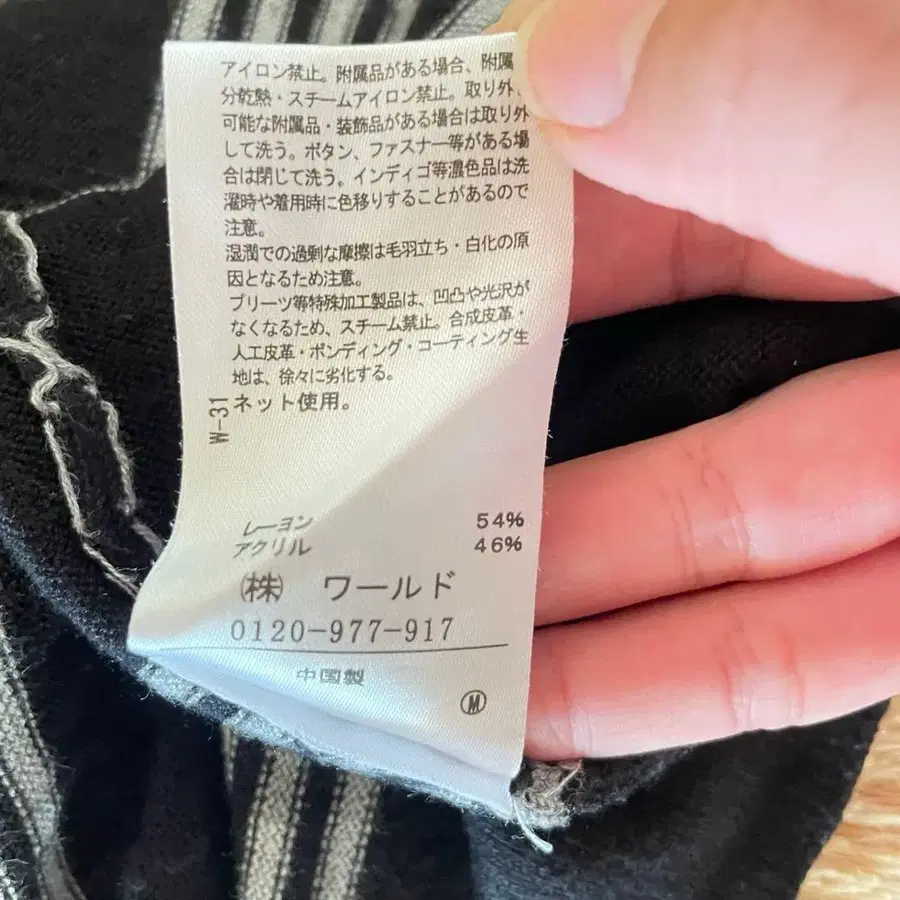 アイロン禁止。附属品がある場合、附属
分乾熱・スチームアイロン禁止。取り外
可能な附属品・装飾品がある場合は取り外
して洗う。ボタン、ファスナー等がある場
合は閉じて洗う。インディゴ等濃色品は洗
濯時や着用時に色移りすることがあるので
注意。
湿潤での過剰な摩擦は毛羽立ち・白化の原
因となるため注意。
プリーツ等特殊加工製品は、凹凸や光沢が
なくなるため、スチーム禁止。合成皮革・
人工皮革・ボンディング・コーティング生
地は、徐々に劣化する。
ネット使用。
W-31
レーヨン 54%
アクリル 46%
㈱ ワールド
0120-977-917
中国製
Ⓜ